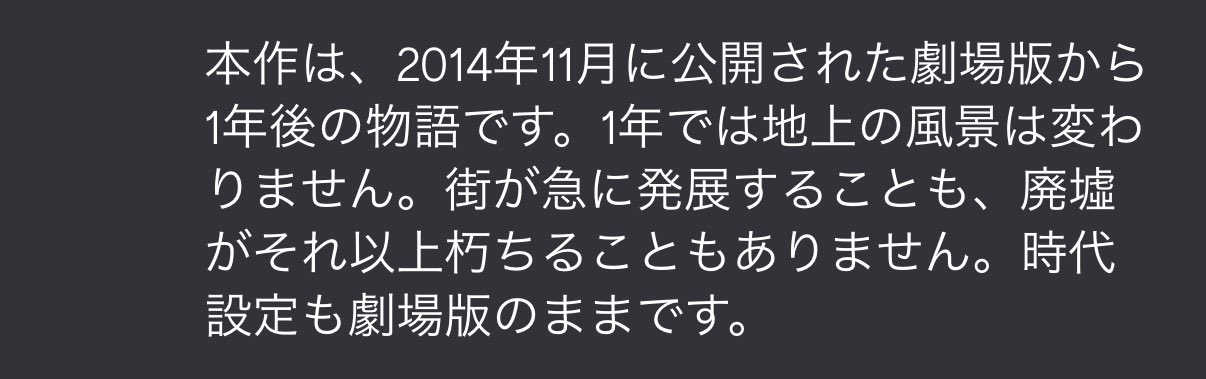 本作は、2014年11月に公開された劇場版から
1年後の物語です。1年では地上の風景は変わ
りません。街が急に発展することも、廃墟
がそれ以上朽ちることもありません。時代
設定も劇場版のままです。